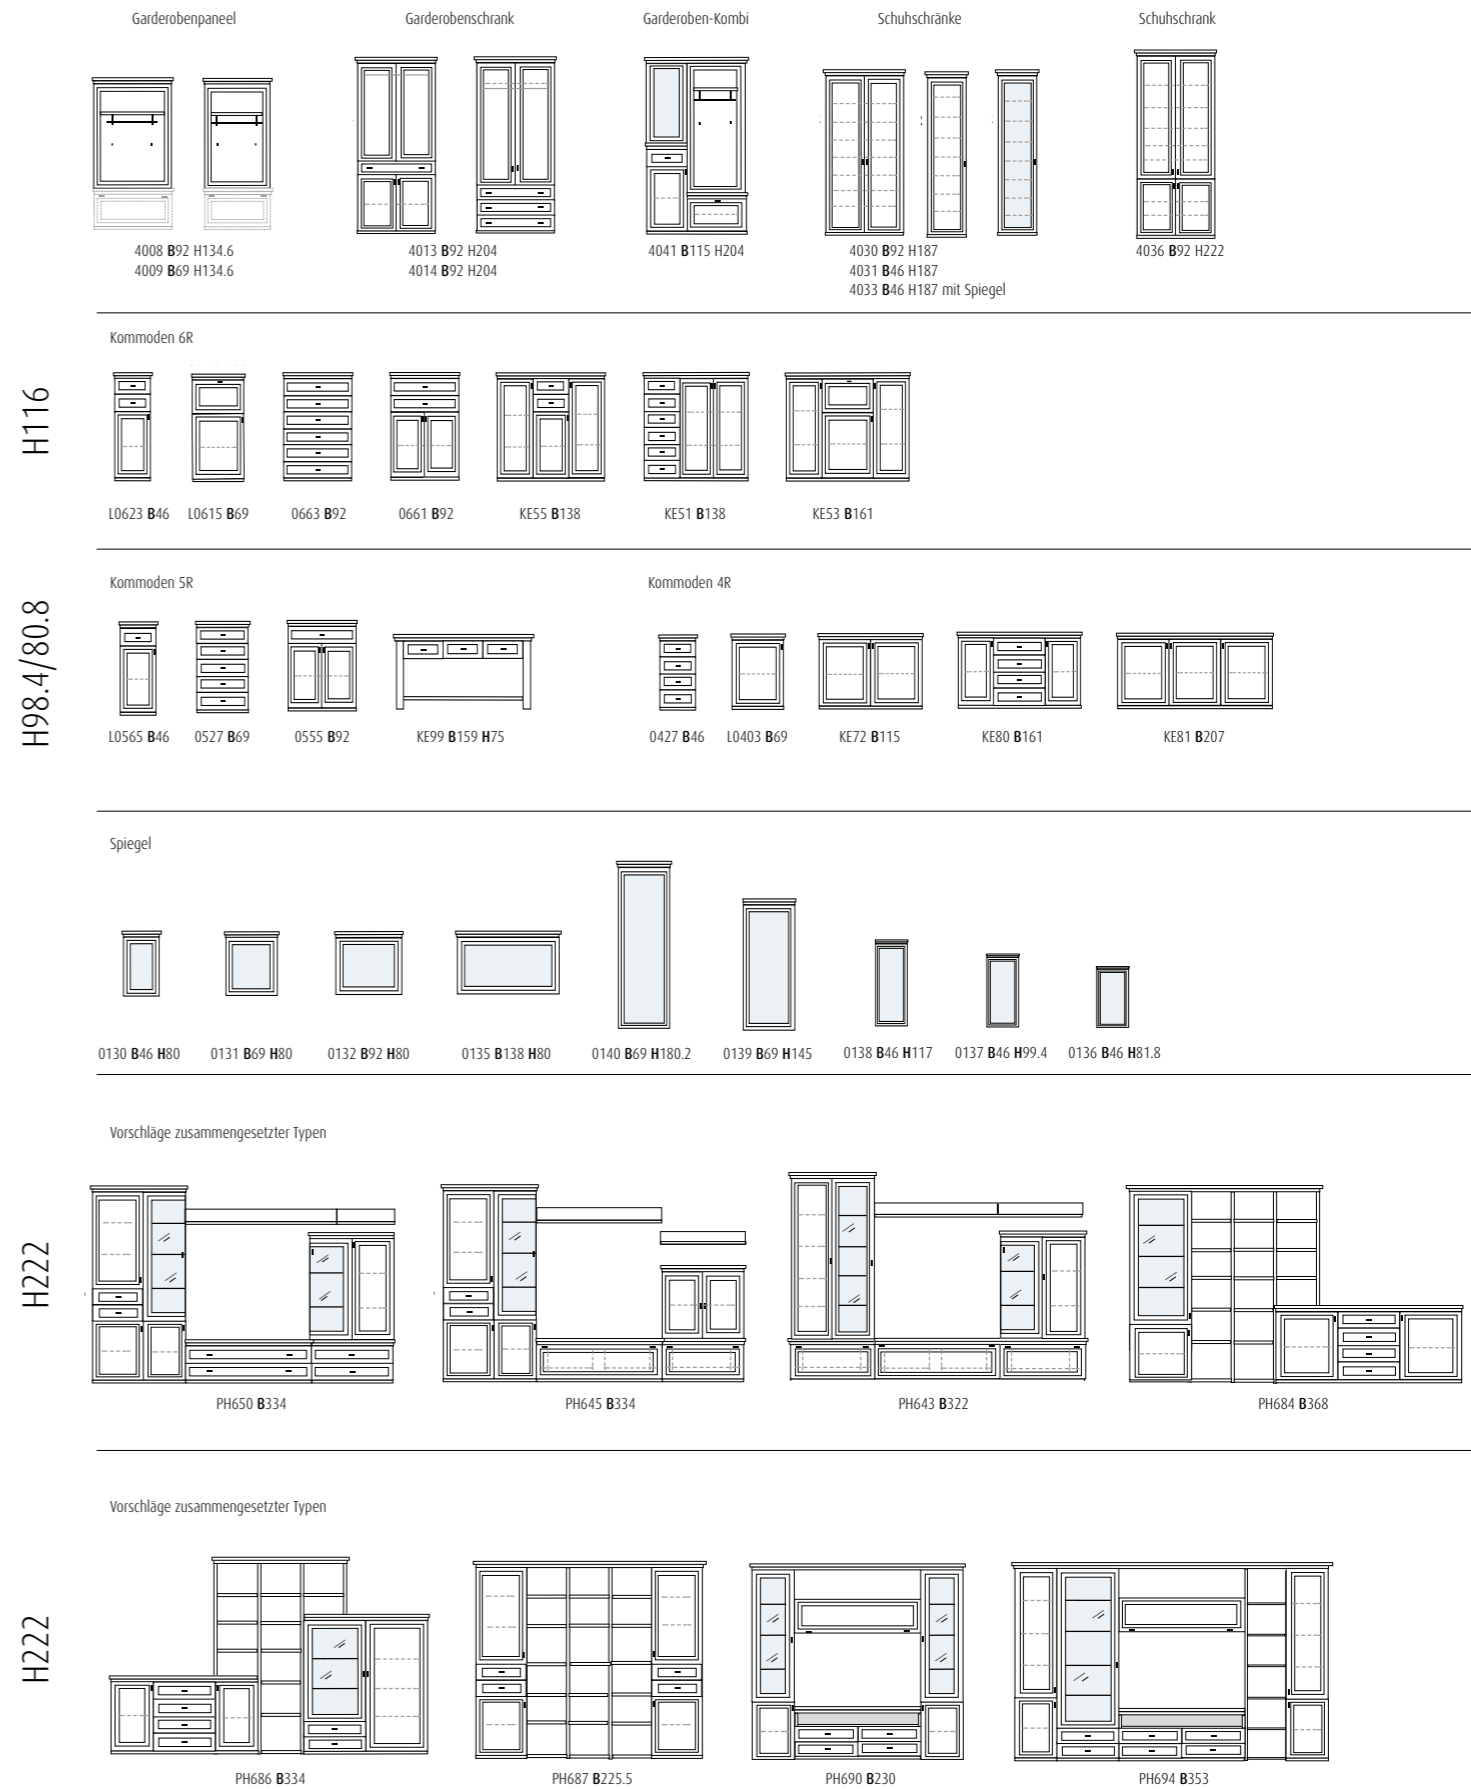 Garderobenpaneel
Garderobenschrank
Garderoben-Kombi
Schuhschränke
Schuhschrank
4008 B92 H134.6
4009 B69 H134.6
4013 B92 H204
4014 B92 H204
4041 B115 H204
4030 B92 H187
4031 B46 H187
4033 B46 H187 mit Spiegel
4036 B92 H222
H116
Kommoden 6R
L0623 B46
L0615 B69
0663 B92
0661 B92
KE55 B138
KE51 B138
KE53 B161
H98.4/80.8
Kommoden 5R
Kommoden 4R
L0565 B46
0527 B69
0555 B92
KE99 B159 H75
0427 B46
L0403 B69
KE72 B115
KE80 B161
KE81 B207
Spiegel
0130 B46 H80
0131 B69 H80
0132 B92 H80
0135 B138 H80
0140 B69 H180.2
0139 B69 H145
0138 B46 H117
0137 B46 H99.4
0136 B46 H81.8
H222
Vorschläge zusammengesetzter Typen
PH650 B334
PH645 B334
PH643 B322
PH684 B368
H222
Vorschläge zusammengesetzter Typen
PH686 B334
PH687 B225.5
PH690 B230
PH694 B353